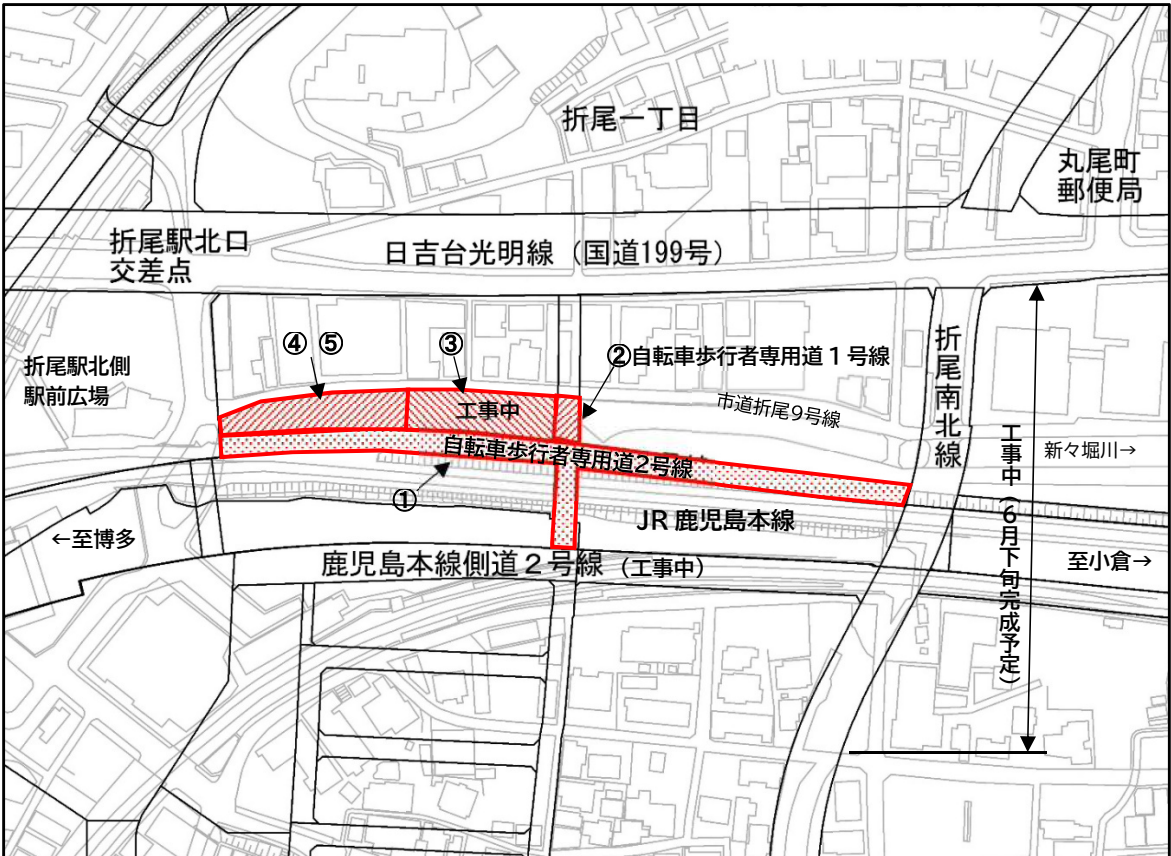 折尾一丁目
丸尾町
郵便局
折尾駅北口
交差点
日吉台光明線（国道199号）
④ ⑤
③
②自転車歩行者専用道１号線
折尾駅北側
駅前広場
工事中
市道折尾9号線
折尾南北線
工事中（6月下旬完成予定）
新々堀川→
自転車歩行者専用道2号線
①
JR 鹿児島本線
←至博多
鹿児島本線側道２号線（工事中）
至小倉→